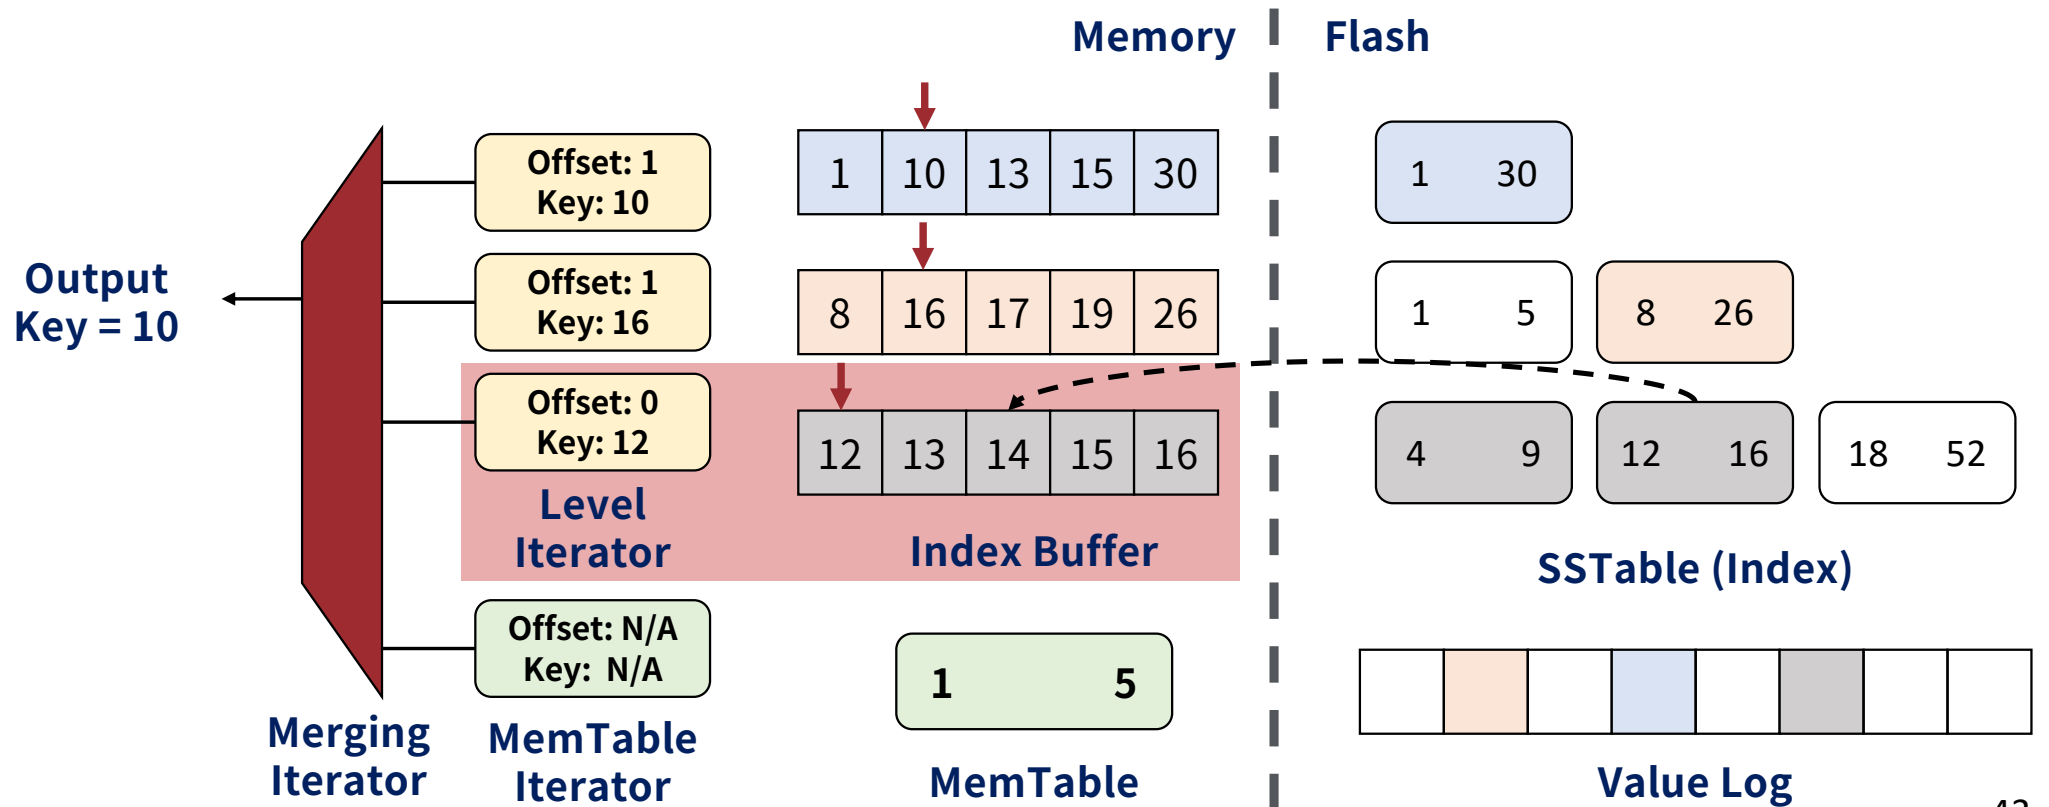 Memory
Flash
Offset: 1
Key: 10
1 10 13 15 30
1 30
Output
Key = 10
Offset: 1
Key: 16
8 16 17 19 26
1 5
8 26
Offset: 0
Key: 12
12 13 14 15 16
4 9
12 16
18 52
Level
Iterator
Index Buffer
SSTable (Index)
Offset: N/A
Key: N/A
1 5
Merging
Iterator
MemTable
Iterator
MemTable
Value Log